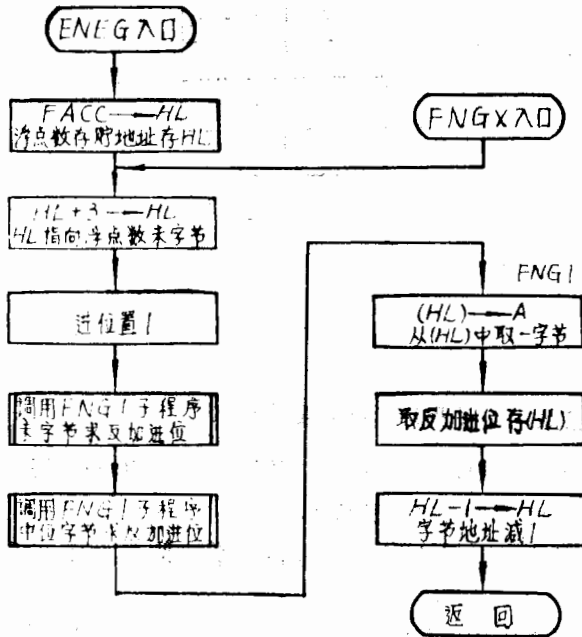 ENEG入口
FACC→HL
浮点数存贮地址存HL
FNGX入口
HL+3→HL
HL指向浮点数末字节
进位置1
调用FNG1子程序
末字节求反加进位
调用FNG1子程序
中位字节求反加进位
FNG1
(HL)→A
从(HL)中取一字节
取反加进位存(HL)
HL-1→HL
字节地址减1
返回